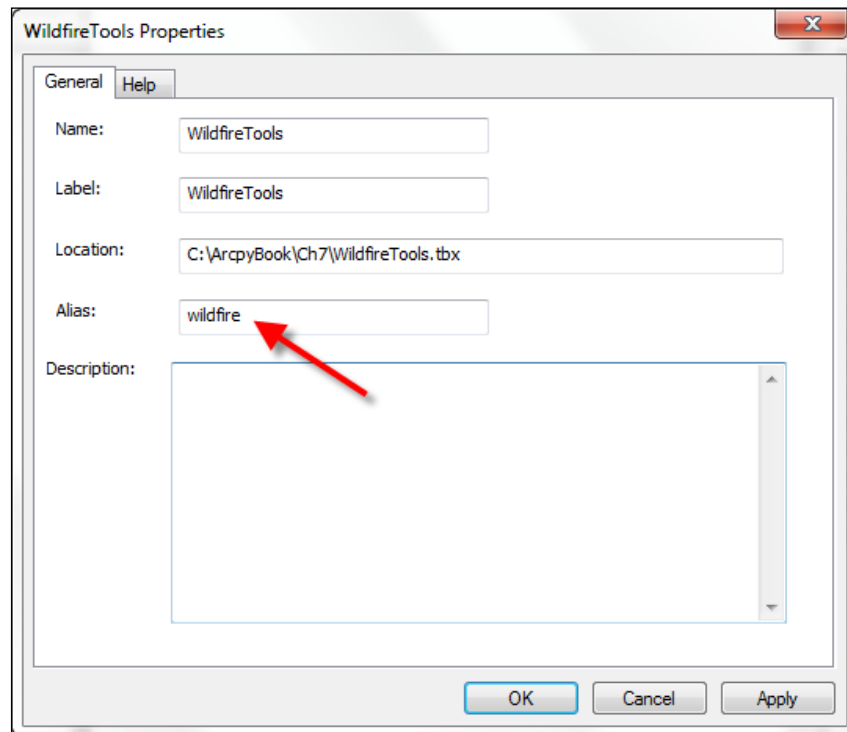 WildfireTools Properties
General Help
Name: WildfireTools
Label: WildfireTools
Location: C:\ArcpyBook\Ch7\WildfireTools.tbx
Alias: wildfire
Description:
OK Cancel Apply